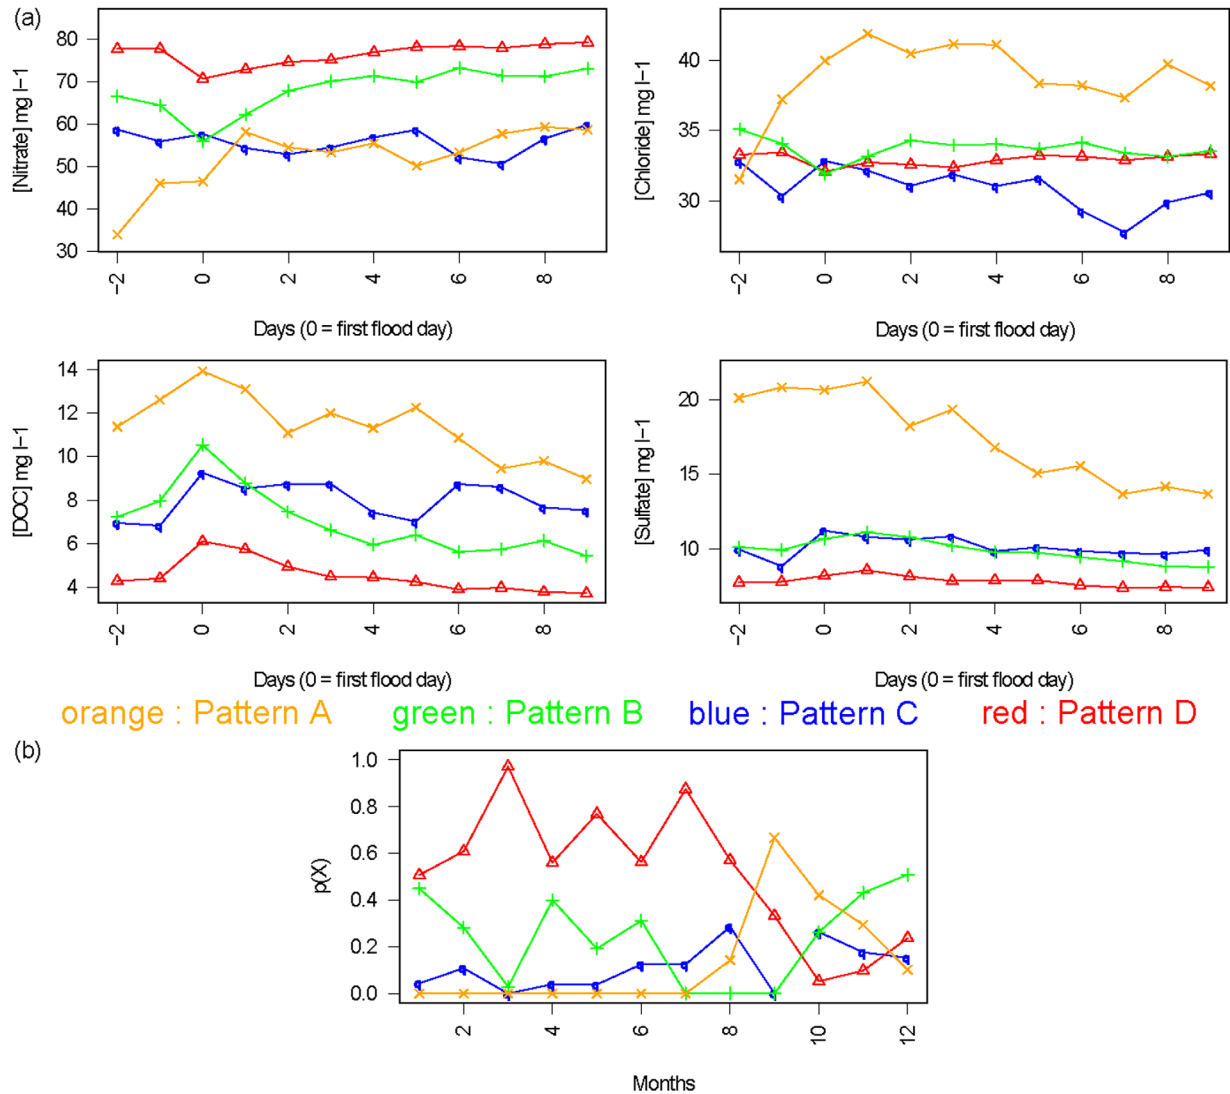 (a)
[Nitrate] mg l−1
80
70
60
50
40
30
−2 0 2 4 6 8
Days (0 = first flood day)
[Chloride] mg l−1
40
35
30
−2 0 2 4 6 8
Days (0 = first flood day)
[DOC] mg l−1
14
12
10
8
6
4
−2 0 2 4 6 8
Days (0 = first flood day)
[Sulfate] mg l−1
20
15
10
−2 0 2 4 6 8
Days (0 = first flood day)
orange : Pattern A green : Pattern B blue : Pattern C red : Pattern D
(b)
p(X)
1.0
0.8
0.6
0.4
0.2
0.0
2 4 6 8 10 12
Months